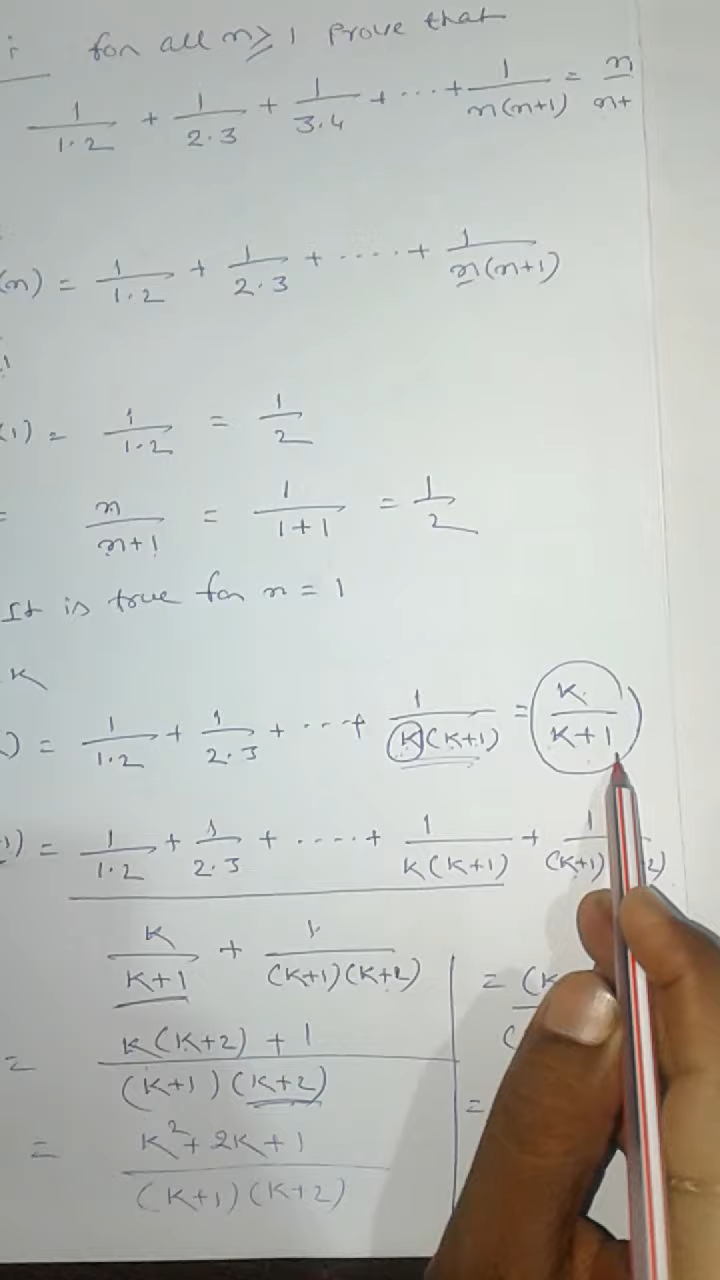 for all n ≥ 1 prove that
1/1·2 + 1/2·3 + 1/3·4 + ··· + 1/n(n+1) = n/n+
(n) = 1/1·2 + 1/2·3 + ····· + 1/n(n+1)
1
(1) = 1/1·2 = 1/2
= n/n+1 = 1/1+1 = 1/2
It is true for n = 1
K
) = 1/1·2 + 1/2·3 + ···+ 1/K(K+1) = K/K+1 )
1) = 1/1·2 + 1/2·3 + ····· + 1/K(K+1) + 1/(K+1) 2)
K/K+1 + 1/(K+1)(K+2) = (K
= K(K+2) + 1/(K+1)(K+2) =
= K²+2K+1/(K+1)(K+2)